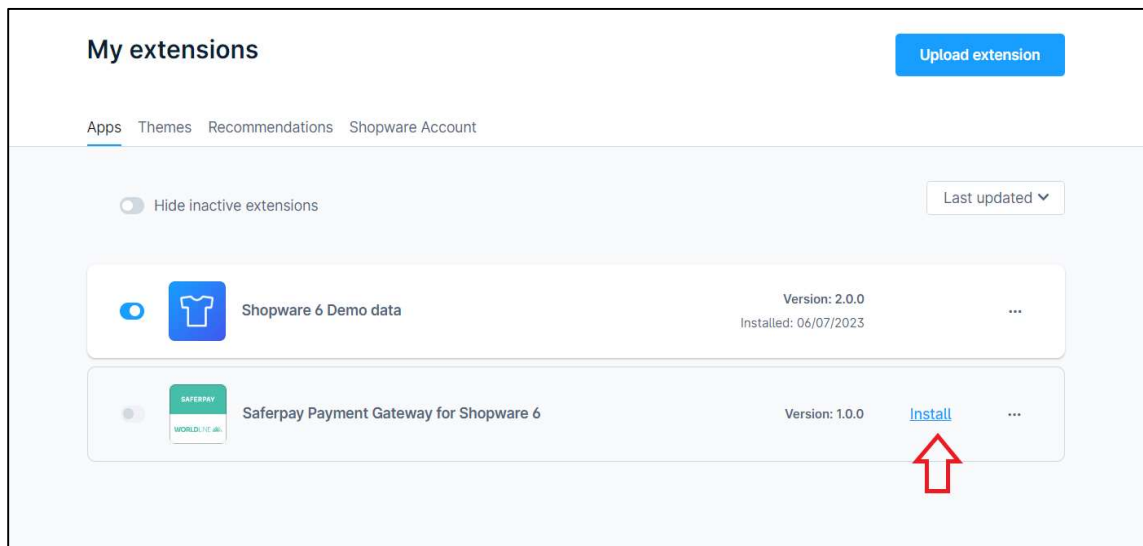 My extensions
Upload extension
Apps Themes Recommendations Shopware Account
Hide inactive extensions
Last updated
Shopware 6 Demo data
Version: 2.0.0
Installed: 06/07/2023
...
SAFERPAY
WORLDLINE
Saferpay Payment Gateway for Shopware 6
Version: 1.0.0
Install
...